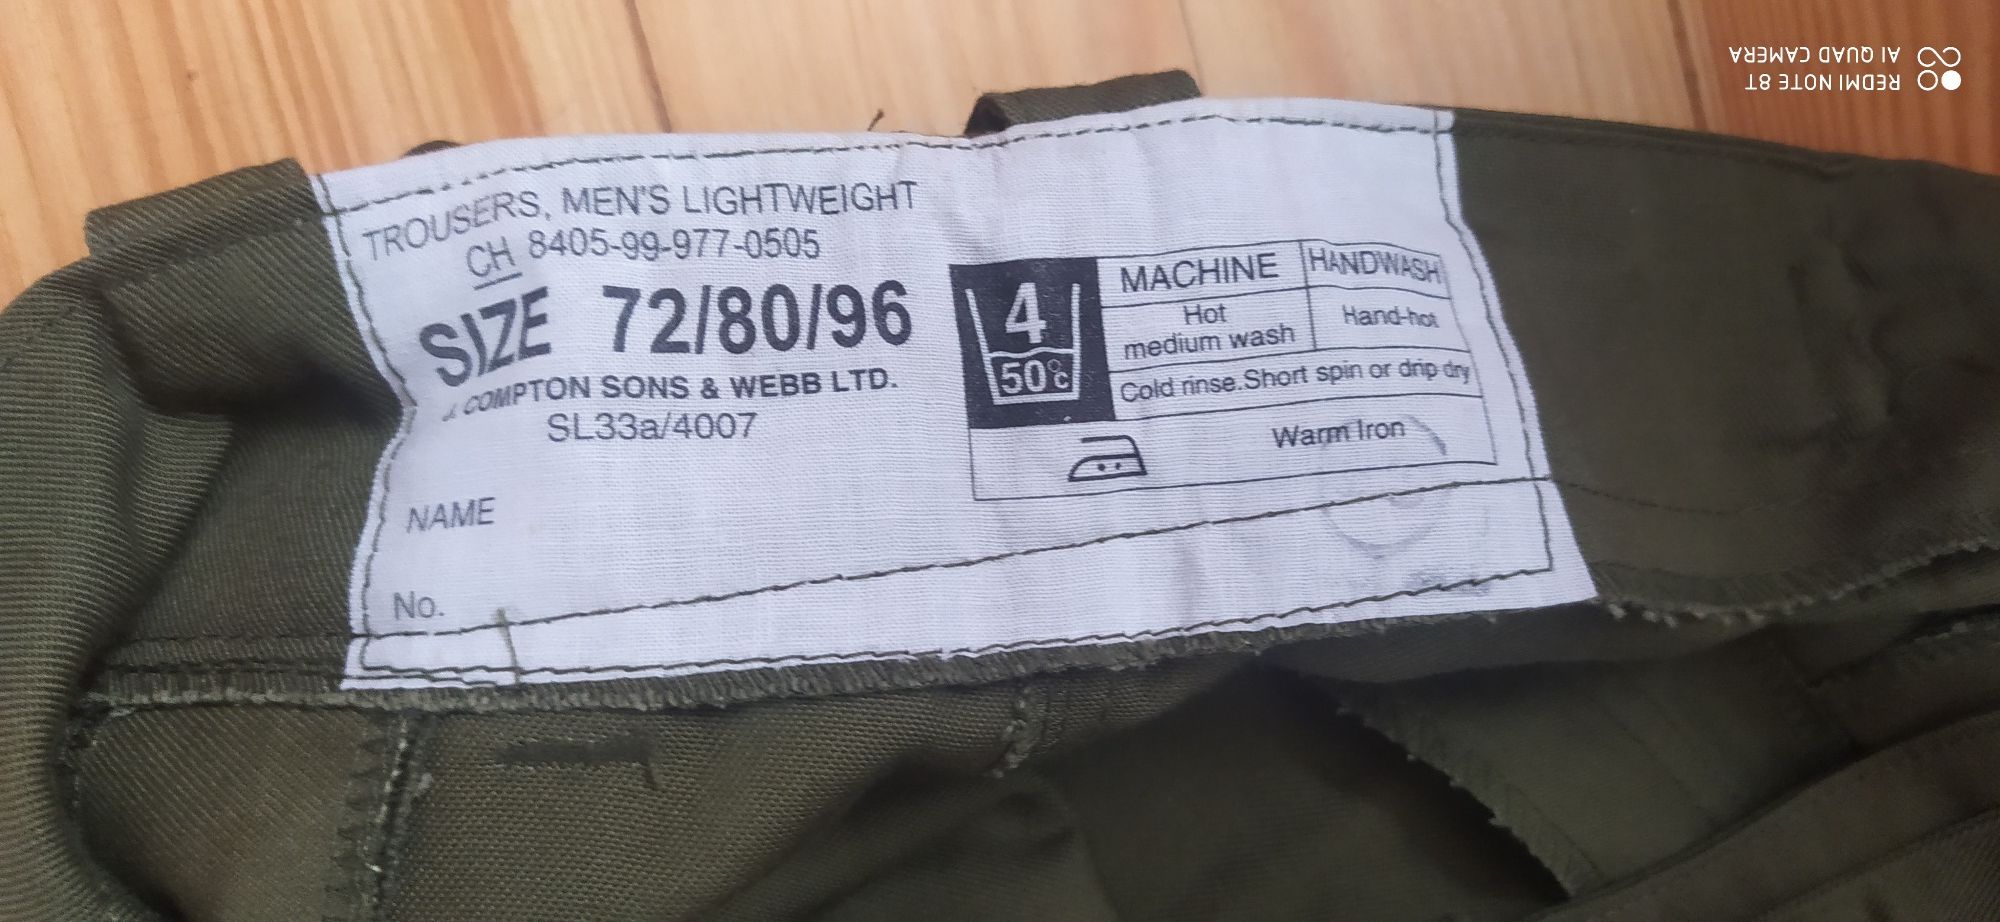 TROUSERS, MEN'S LIGHTWEIGHT
CH 8405-99-977-0505
SIZE 72/80/96
J. COMPTON SONS & WEBB LTD.
SL33a/4007
NAME
No.
4
50°C
MACHINE HANDWASH
Hot medium wash Hand-hot
Cold rinse.Short spin or drip dry
Warm Iron
REDMI NOTE 8T
AI QUAD CAMERA